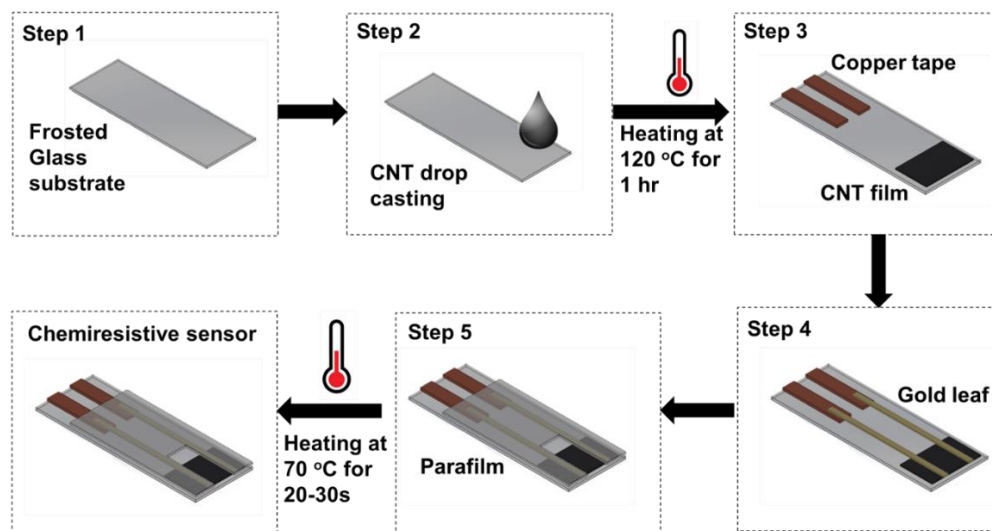 Step 1
Frosted
Glass
substrate
Step 2
CNT drop
casting
Heating at
120 °C for
1 hr
Step 3
Copper tape
CNT film
Step 4
Gold leaf
Step 5
Parafilm
Heating at
70 °C for
20-30s
Chemiresistive sensor